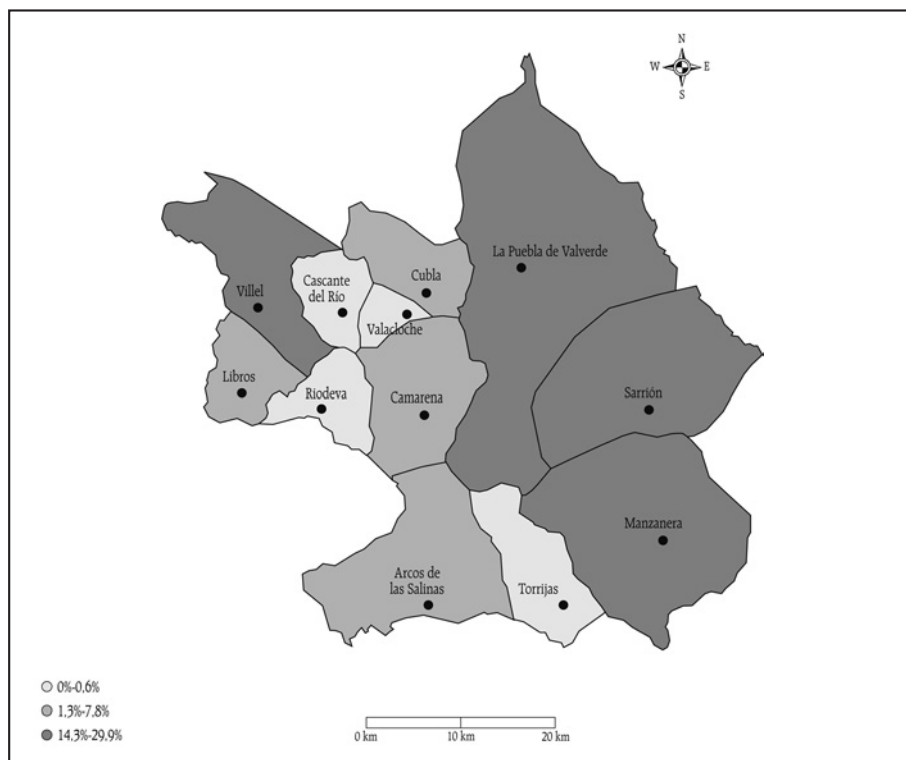 N
W E
S
La Puebla de Valverde
Cubla
Cascante
del Río
Villel
Valacloche
Libros
Riodeva
Camarena
Sarrión
Manzanera
Arcos de
las Salinas
Torrijas
0%-0,6%
1,3%-7,8%
14,3%-29,9%
0 km 10 km 20 km